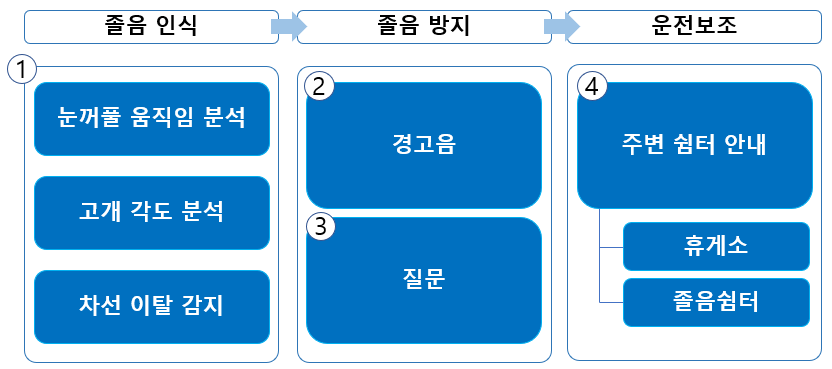 졸음 인식
졸음 방지
운전보조
1
눈꺼풀 움직임 분석
고개 각도 분석
차선 이탈 감지
2
경고음
3
질문
4
주변 쉼터 안내
휴게소
졸음쉼터